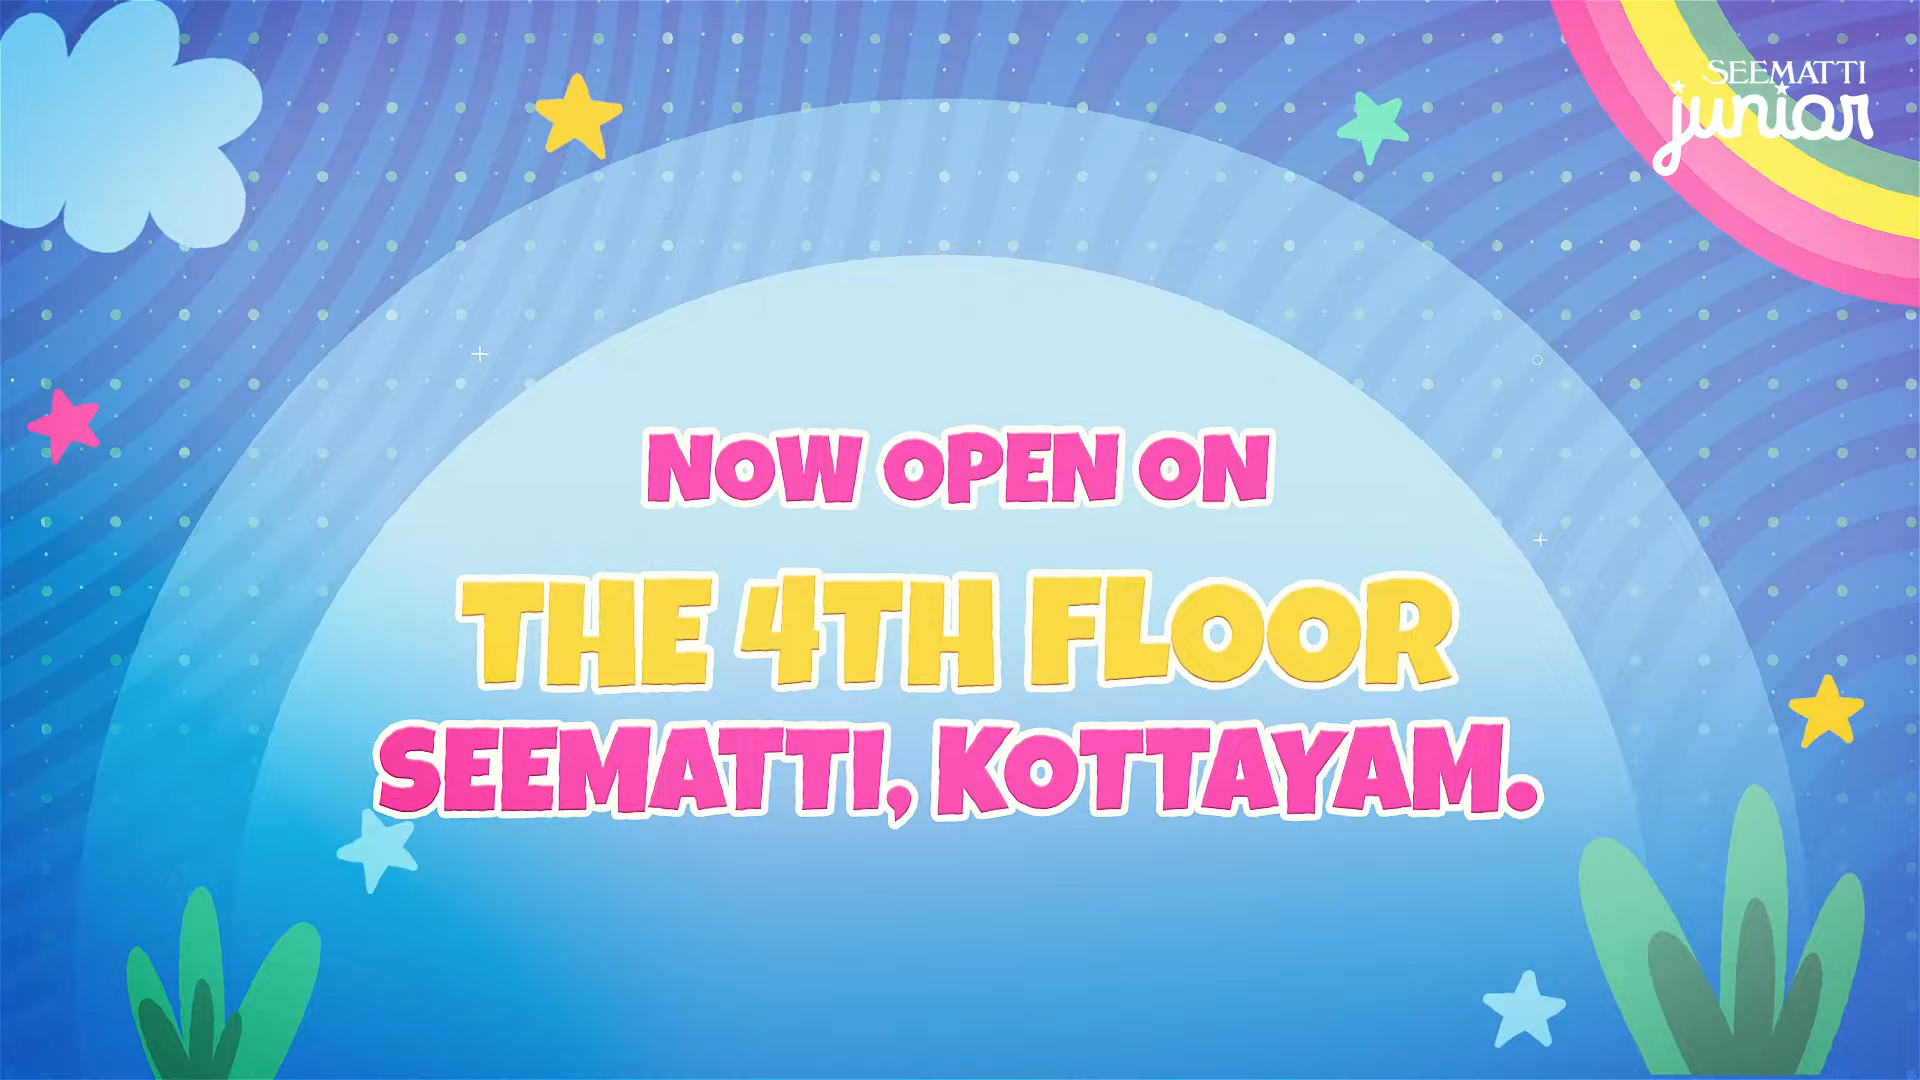 SEEMATTI
junior
NOW OPEN ON
THE 4TH FLOOR
SEEMATTI, KOTTAYAM.